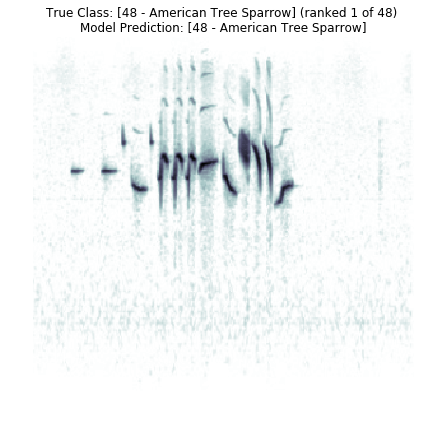 True Class: [48 - American Tree Sparrow] (ranked 1 of 48)
Model Prediction: [48 - American Tree Sparrow]